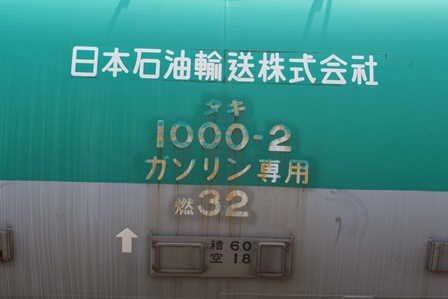 日本石油輸送株式会社
タキ
1000-2
ガソリン専用
燃32
積 60
空 18